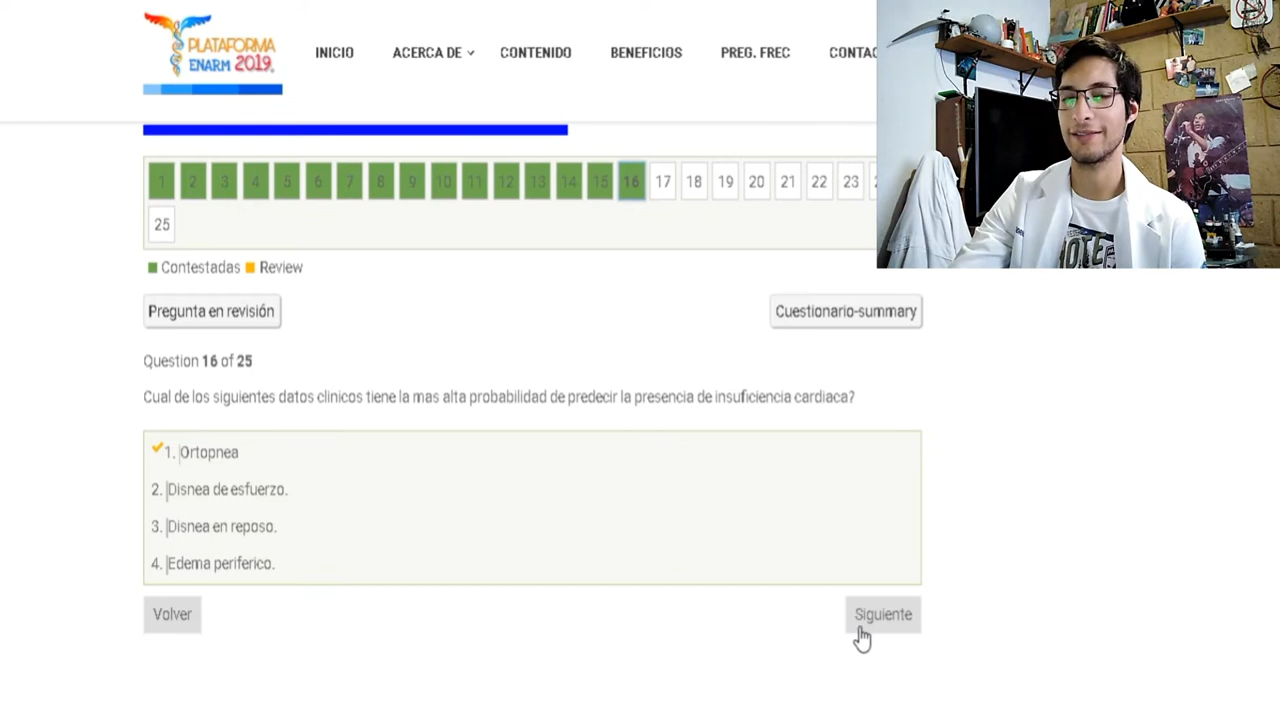 PLATAFORMA
ENARM 2019
INICIO
ACERCA DE
CONTENIDO
BENEFICIOS
PREG. FREC
CONTAC
1 2 3 4 5 6 7 8 9 10 11 12 13 14 15 16 17 18 19 20 21 22 23
25
Contestadas Review
Pregunta en revisión
Cuestionario-summary
Question 16 of 25
Cual de los siguientes datos clinicos tiene la mas alta probabilidad de predecir la presencia de insuficiencia cardiaca?
1. Ortopnea
2. Disnea de esfuerzo.
3. Disnea en reposo.
4. Edema periferico.
Volver
Siguiente